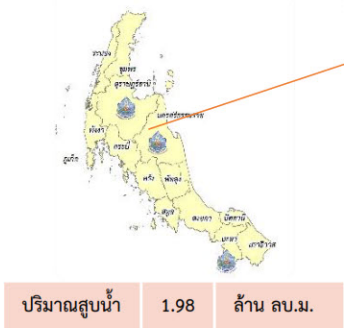 ระนอง
ชุมพร
สุราษฎร์ธานี
นครศรีธรรมราช
พังงา
กระบี่
ภูเก็ต
ตรัง
พัทลุง
สตูล
สงขลา
ปัตตานี
ยะลา
นราธิวาส
ปริมาณสูบน้ำ 1.98 ล้าน ลบ.ม.